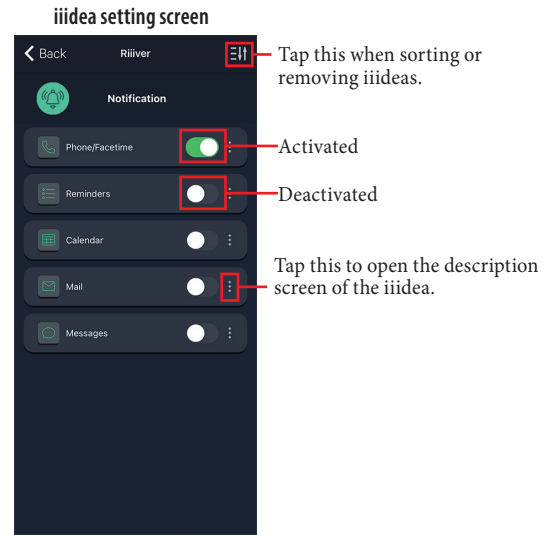 iiidea setting screen
Back
Riiiver
Tap this when sorting or
removing iiideas.
Notification
Phone/Facetime
Activated
Reminders
Deactivated
Calendar
Tap this to open the description
screen of the iiidea.
Mail
Messages